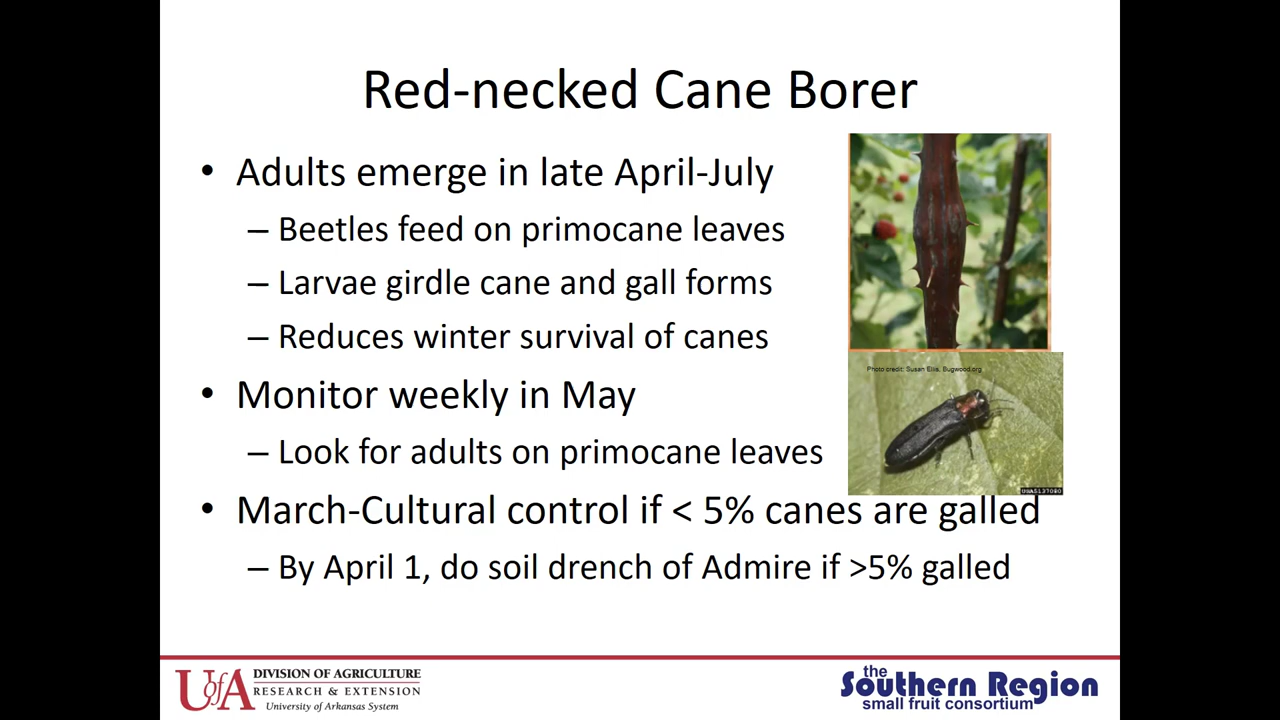 Red-necked Cane Borer
• Adults emerge in late April-July
– Beetles feed on primocane leaves
– Larvae girdle cane and gall forms
– Reduces winter survival of canes
• Monitor weekly in May
– Look for adults on primocane leaves
• March-Cultural control if < 5% canes are galled
– By April 1, do soil drench of Admire if >5% galled
Photo credit: Susan Ellis, Bugwood.org
UGA5137080
UofA DIVISION OF AGRICULTURE
RESEARCH & EXTENSION
University of Arkansas System
the
Southern Region
small fruit consortium